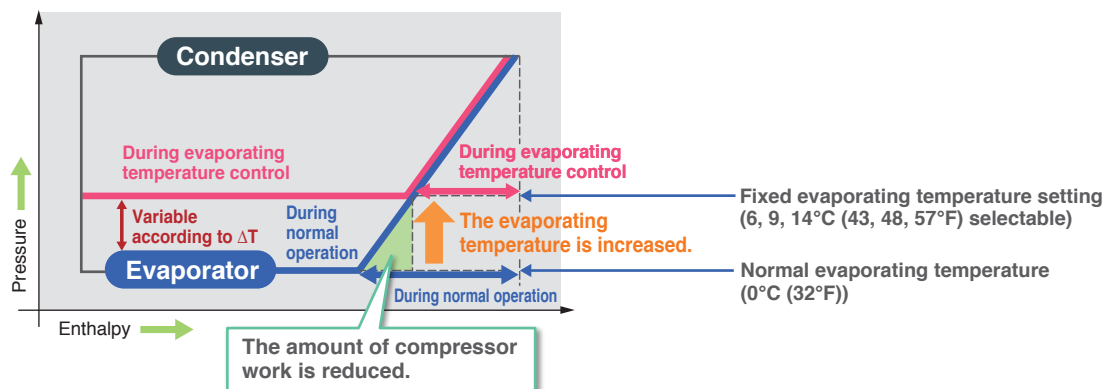 Condenser
Pressure
During evaporating
temperature control
During evaporating
temperature control
Variable
according to ΔT
During
normal
operation
The evaporating
temperature is increased.
Fixed evaporating temperature setting
(6, 9, 14°C (43, 48, 57°F) selectable)
Evaporator
Normal evaporating temperature
(0°C (32°F))
During normal operation
Enthalpy
The amount of compressor
work is reduced.